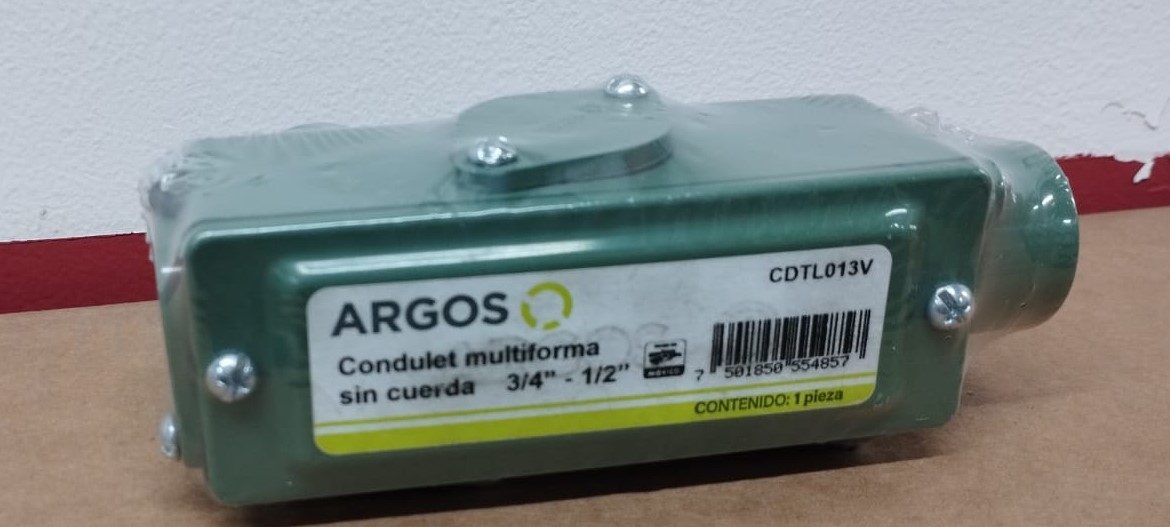 CDTL013V
ARGOS
Condulet multiforma
sin cuerda 3/4" - 1/2"
7 501850 554857
CONTENIDO: 1 pieza